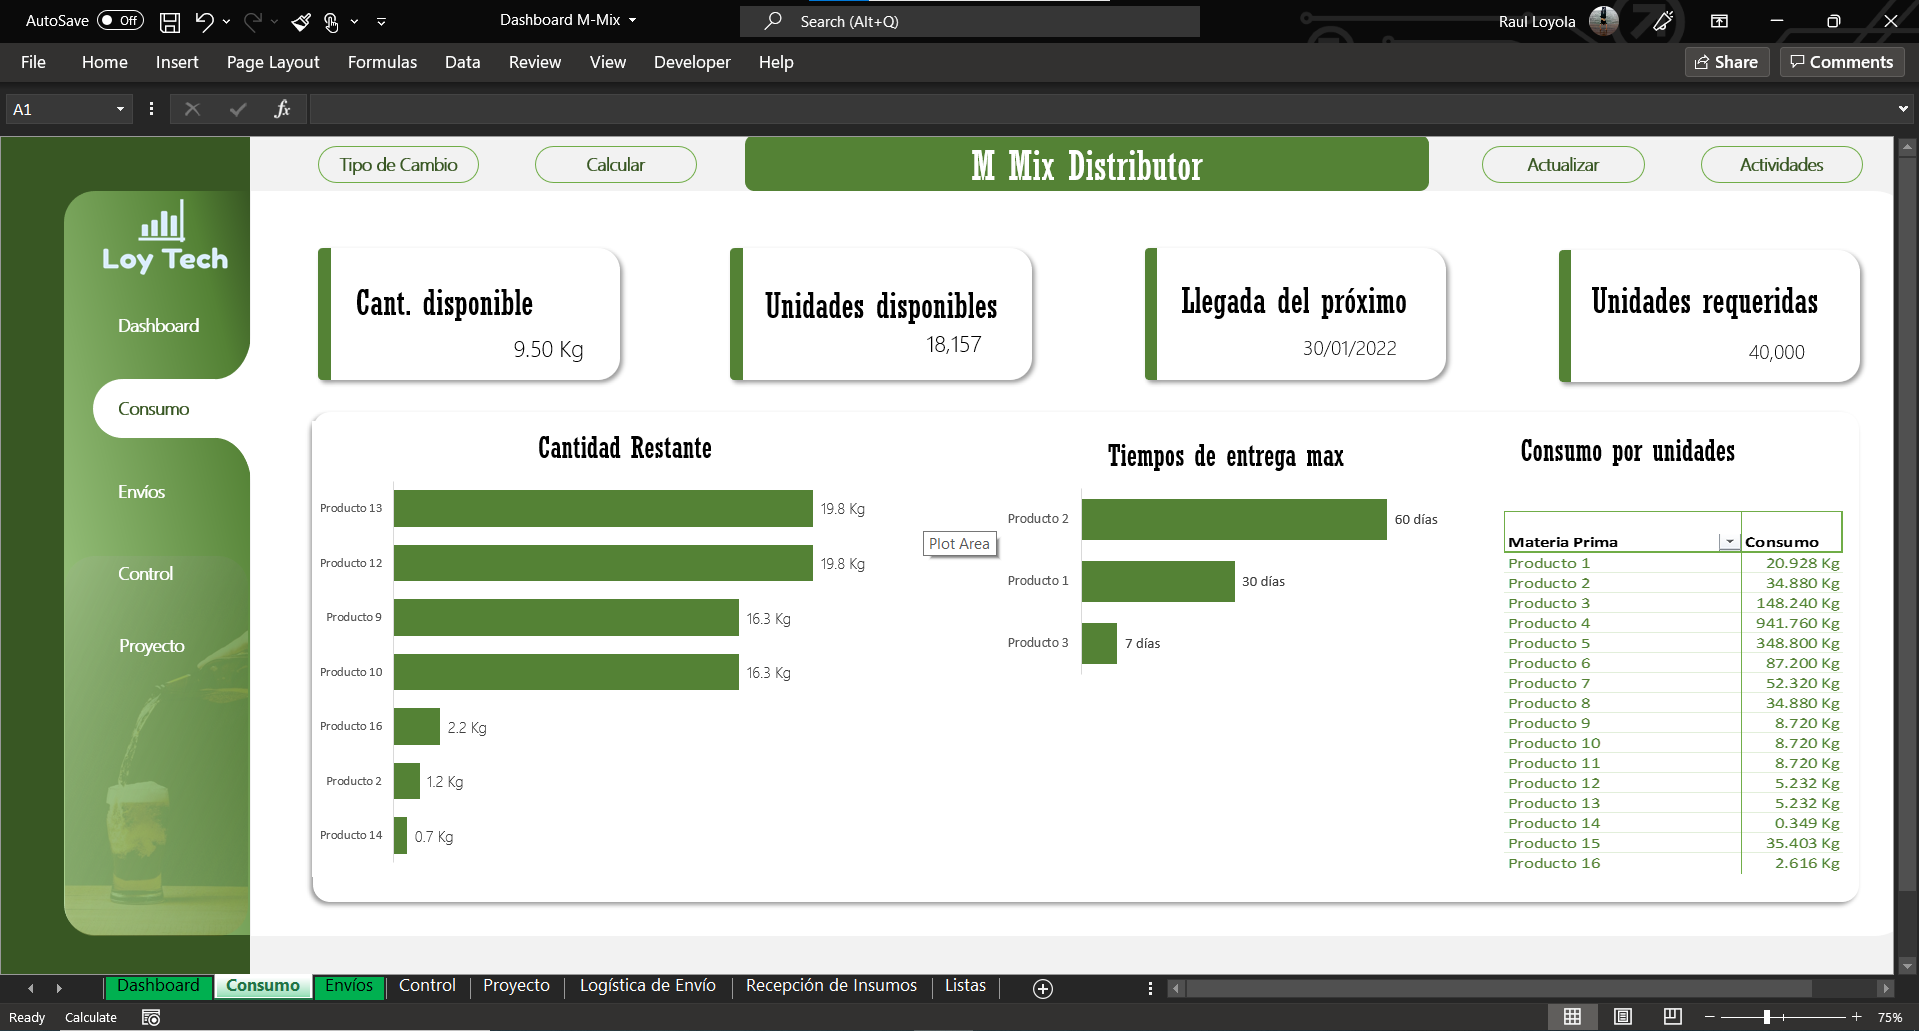 AutoSave Off
Dashboard M-Mix
Search (Alt+Q)
Raul Loyola
File Home Insert Page Layout Formulas Data Review View Developer Help
Share Comments
A1 fx
Tipo de Cambio Calcular M Mix Distributor Actualizar Actividades
Loy Tech
Dashboard
Consumo
Envíos
Control
Proyecto
Cant. disponible
9.50 Kg
Unidades disponibles
18,157
Llegada del próximo
30/01/2022
Unidades requeridas
40,000
Cantidad Restante
Producto 13 19.8 Kg
Producto 12 19.8 Kg
Producto 9 16.3 Kg
Producto 10 16.3 Kg
Producto 16 2.2 Kg
Producto 2 1.2 Kg
Producto 14 0.7 Kg
Plot Area
Tiempos de entrega max
Producto 2 60 días
Producto 1 30 días
Producto 3 7 días
Consumo por unidades
Materia Prima Consumo
Producto 1 20.928 Kg
Producto 2 34.880 Kg
Producto 3 148.240 Kg
Producto 4 941.760 Kg
Producto 5 348.800 Kg
Producto 6 87.200 Kg
Producto 7 52.320 Kg
Producto 8 34.880 Kg
Producto 9 8.720 Kg
Producto 10 8.720 Kg
Producto 11 8.720 Kg
Producto 12 5.232 Kg
Producto 13 5.232 Kg
Producto 14 0.349 Kg
Producto 15 35.403 Kg
Producto 16 2.616 Kg
Dashboard Consumo Envíos Control Proyecto Logística de Envío Recepción de Insumos Listas
Ready Calculate 75%